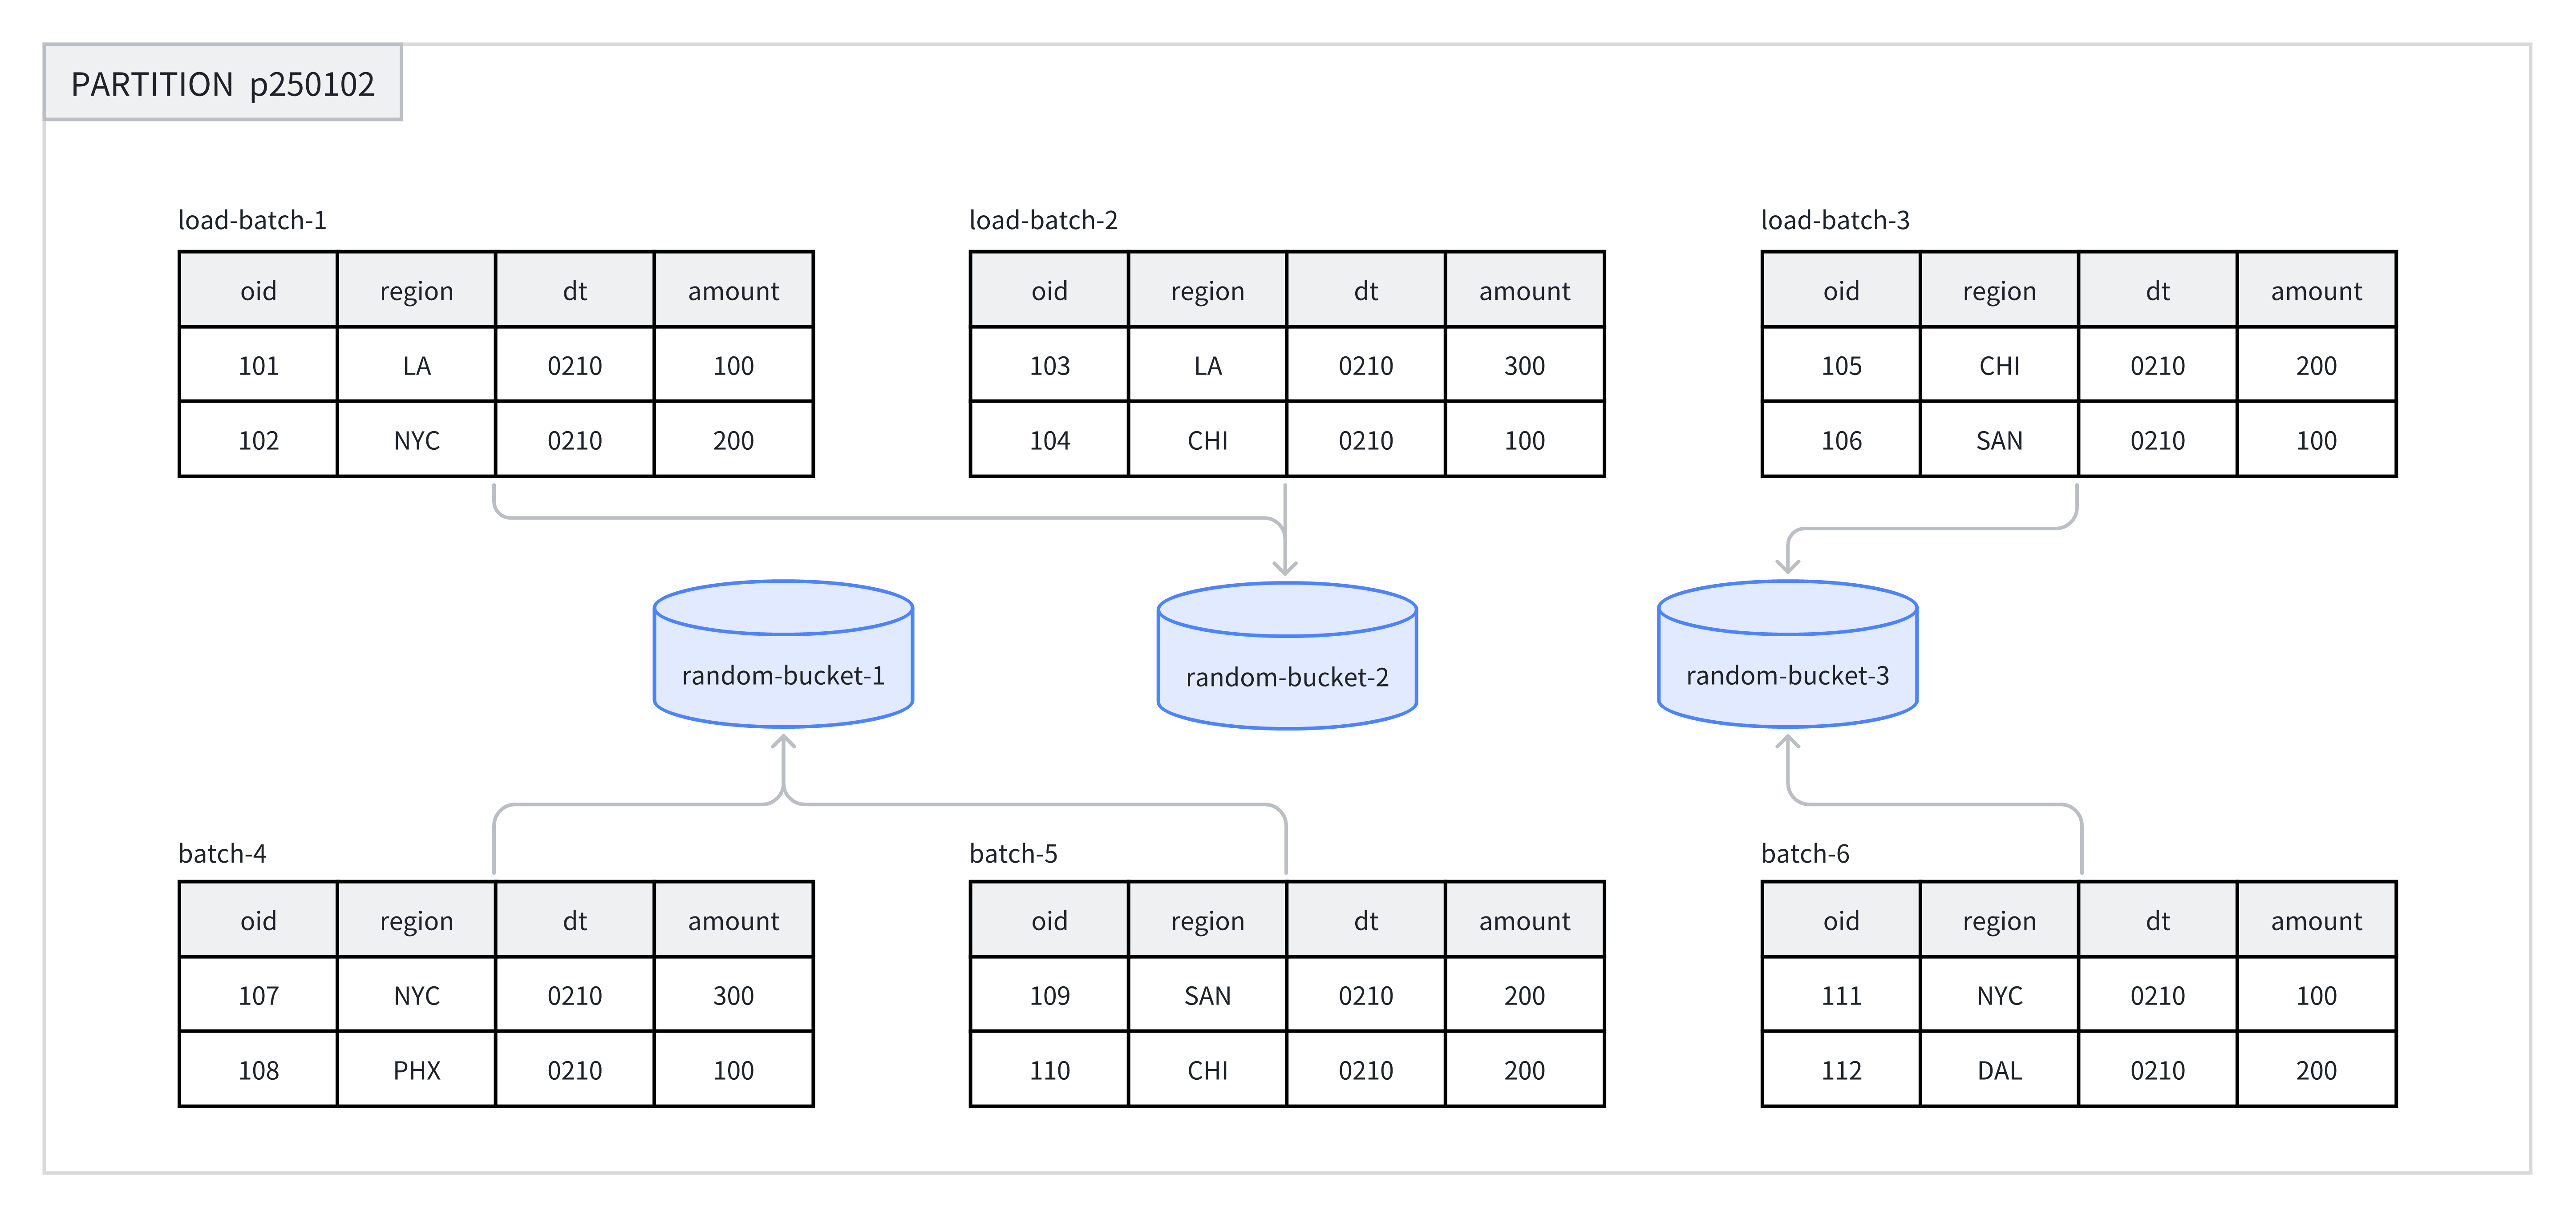 PARTITION p250102
load-batch-1
oid region dt amount
101 LA 0210 100
102 NYC 0210 200
load-batch-2
oid region dt amount
103 LA 0210 300
104 CHI 0210 100
load-batch-3
oid region dt amount
105 CHI 0210 200
106 SAN 0210 100
random-bucket-1
random-bucket-2
random-bucket-3
batch-4
oid region dt amount
107 NYC 0210 300
108 PHX 0210 100
batch-5
oid region dt amount
109 SAN 0210 200
110 CHI 0210 200
batch-6
oid region dt amount
111 NYC 0210 100
112 DAL 0210 200